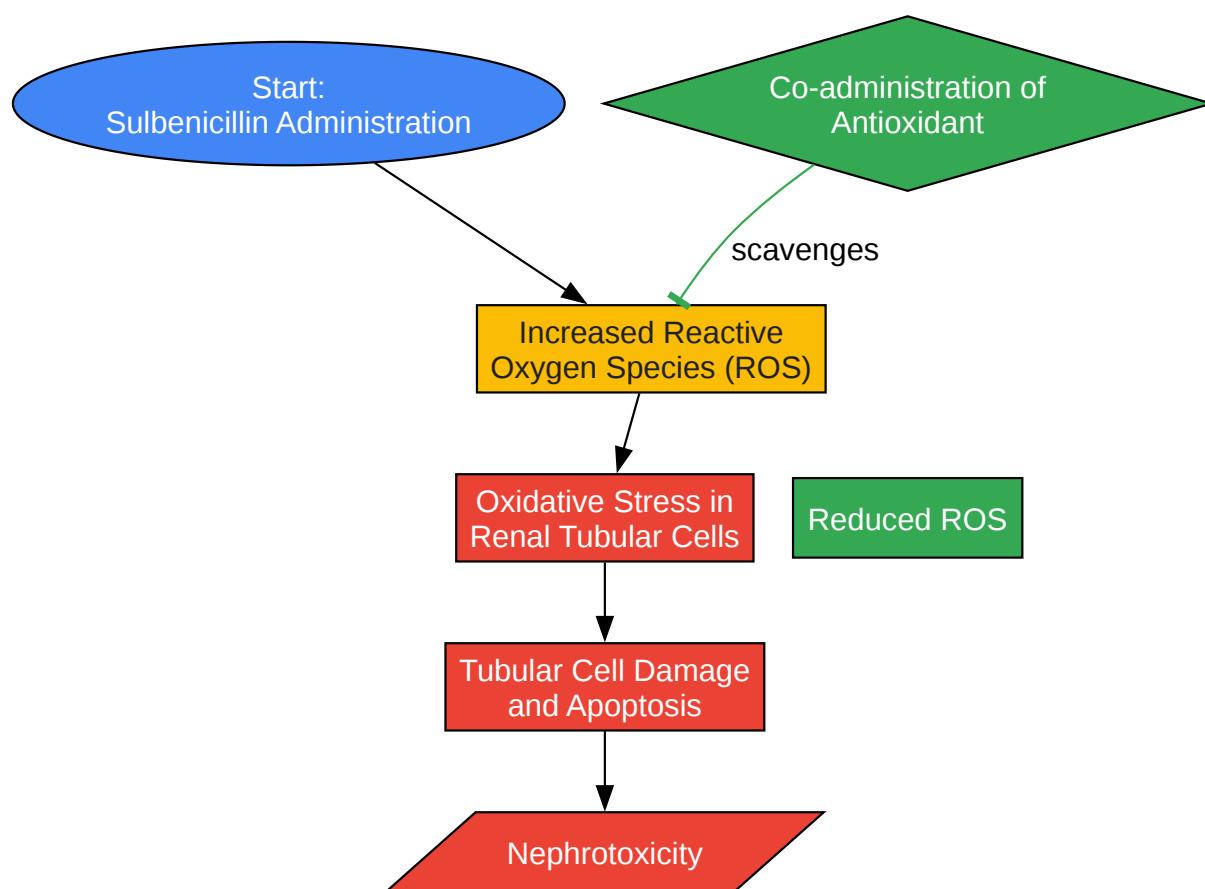 Start:
Sulbenicillin Administration
Co-administration of
Antioxidant
scavenges
Increased Reactive
Oxygen Species (ROS)
Oxidative Stress in
Renal Tubular Cells
Reduced ROS
Tubular Cell Damage
and Apoptosis
Nephrotoxicity